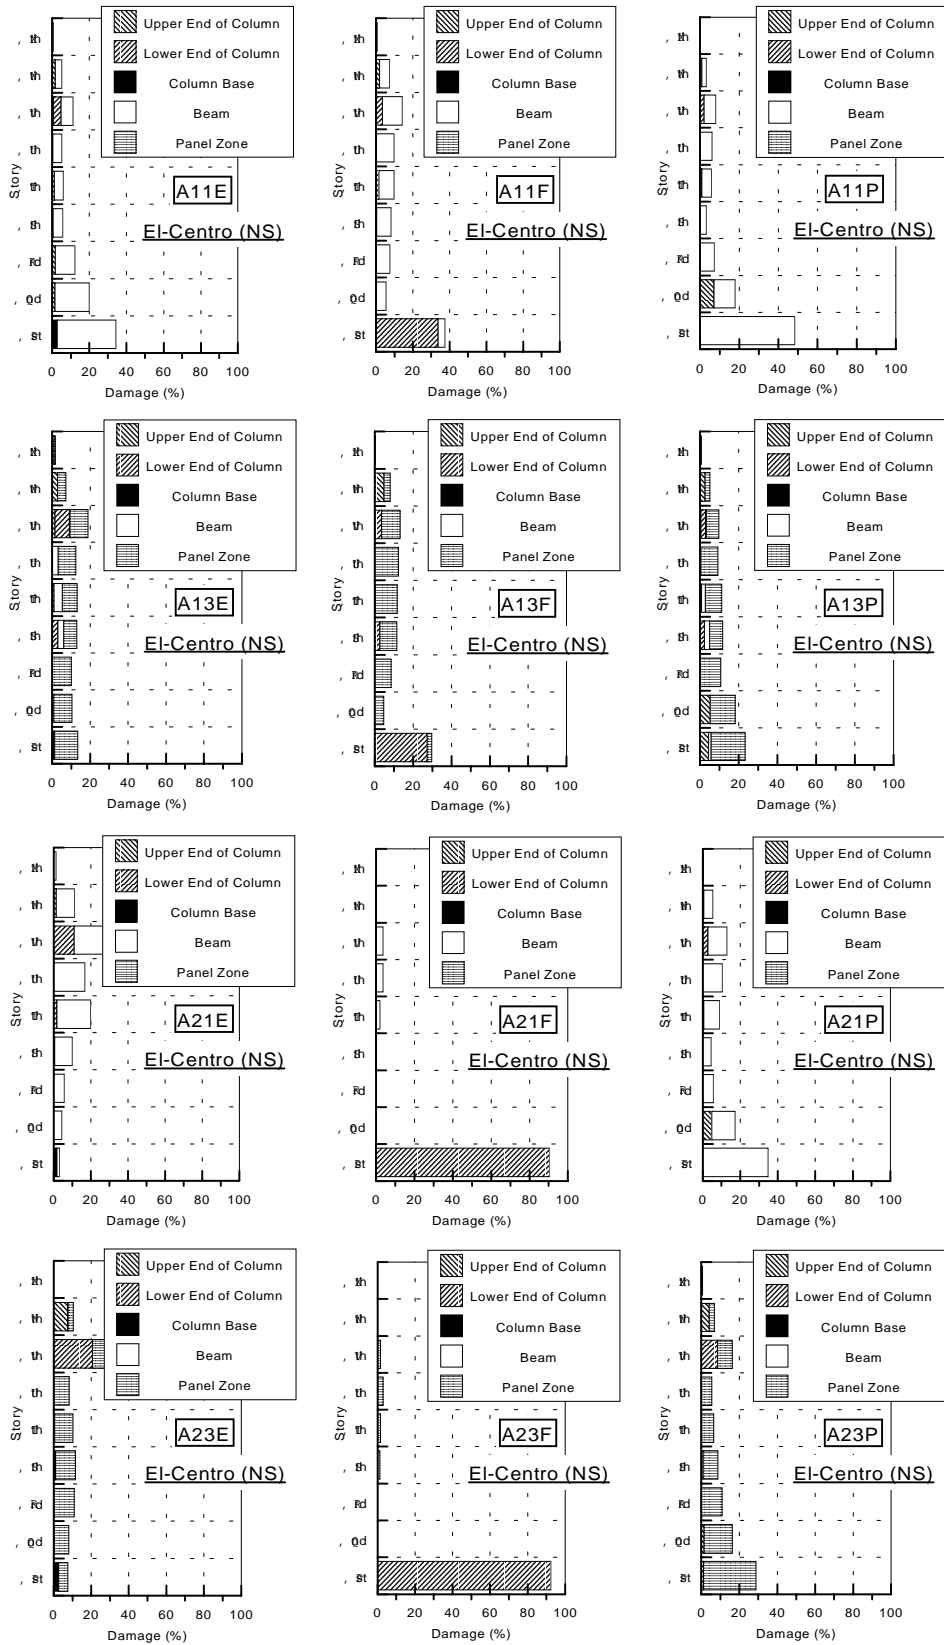 Upper End of Column
Lower End of Column
Column Base
Beam
Panel Zone
Story
A11E
El-Centro (NS)
0 20 40 60 80 100
Damage (%)
Upper End of Column
Lower End of Column
Column Base
Beam
Panel Zone
Story
A11F
El-Centro (NS)
0 20 40 60 80 100
Damage (%)
Upper End of Column
Lower End of Column
Column Base
Beam
Panel Zone
Story
A11P
El-Centro (NS)
0 20 40 60 80 100
Damage (%)
Upper End of Column
Lower End of Column
Column Base
Beam
Panel Zone
Story
A13E
El-Centro (NS)
0 20 40 60 80 100
Damage (%)
Upper End of Column
Lower End of Column
Column Base
Beam
Panel Zone
Story
A13F
El-Centro (NS)
0 20 40 60 80 100
Damage (%)
Upper End of Column
Lower End of Column
Column Base
Beam
Panel Zone
Story
A13P
El-Centro (NS)
0 20 40 60 80 100
Damage (%)
Upper End of Column
Lower End of Column
Column Base
Beam
Panel Zone
Story
A21E
El-Centro (NS)
0 20 40 60 80 100
Damage (%)
Upper End of Column
Lower End of Column
Column Base
Beam
Panel Zone
Story
A21F
El-Centro (NS)
0 20 40 60 80 100
Damage (%)
Upper End of Column
Lower End of Column
Column Base
Beam
Panel Zone
Story
A21P
El-Centro (NS)
0 20 40 60 80 100
Damage (%)
Upper End of Column
Lower End of Column
Column Base
Beam
Panel Zone
Story
A23E
El-Centro (NS)
0 20 40 60 80 100
Damage (%)
Upper End of Column
Lower End of Column
Column Base
Beam
Panel Zone
Story
A23F
El-Centro (NS)
0 20 40 60 80 100
Damage (%)
Upper End of Column
Lower End of Column
Column Base
Beam
Panel Zone
Story
A23P
El-Centro (NS)
0 20 40 60 80 100
Damage (%)